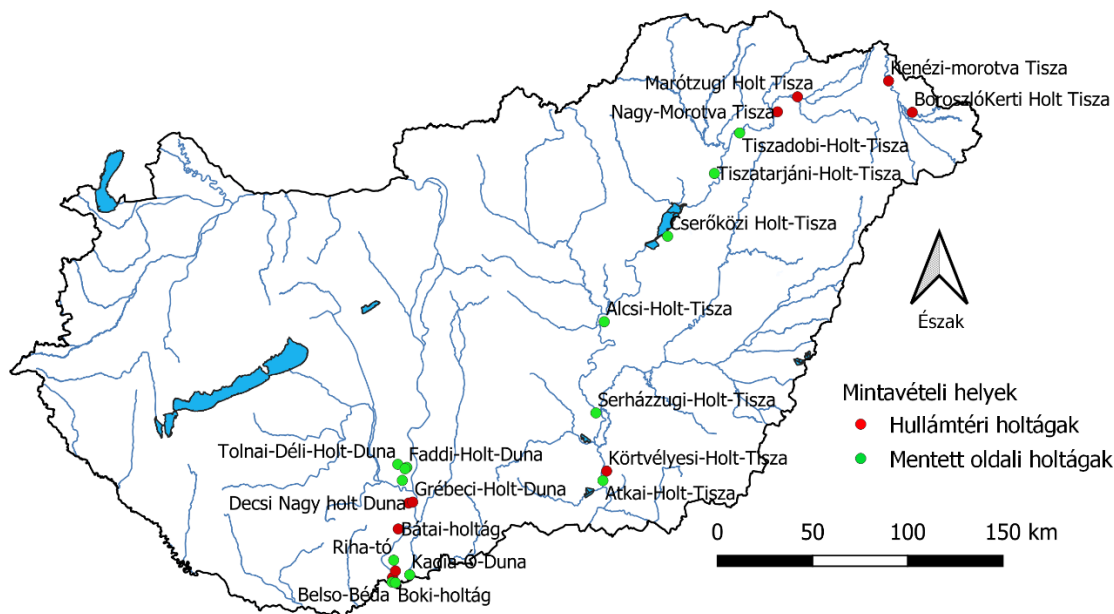 Kenézi-morotva Tisza
Marótzugi Holt Tisza
BoroszlóKerti Holt Tisza
Nagy-Morotva Tisza
Tiszadobi-Holt-Tisza
Tiszatarjáni-Holt-Tisza
Cserőközi Holt-Tisza
Alcsi-Holt-Tisza
Észak
Serházzugi-Holt-Tisza
Mintavételi helyek
Hullámtéri holtágak
Mentett oldali holtágak
Tolnai-Déli-Holt-Duna
Faddi-Holt-Duna
Körtvélyesi-Holt-Tisza
Grébeci-Holt-Duna
Atkai-Holt-Tisza
Decsi Nagy holt Duna
Bátai-holtág
0 50 100 150 km
Riha-tó
Kadia-Ó-Duna
Belso-Béda
Boki-holtág